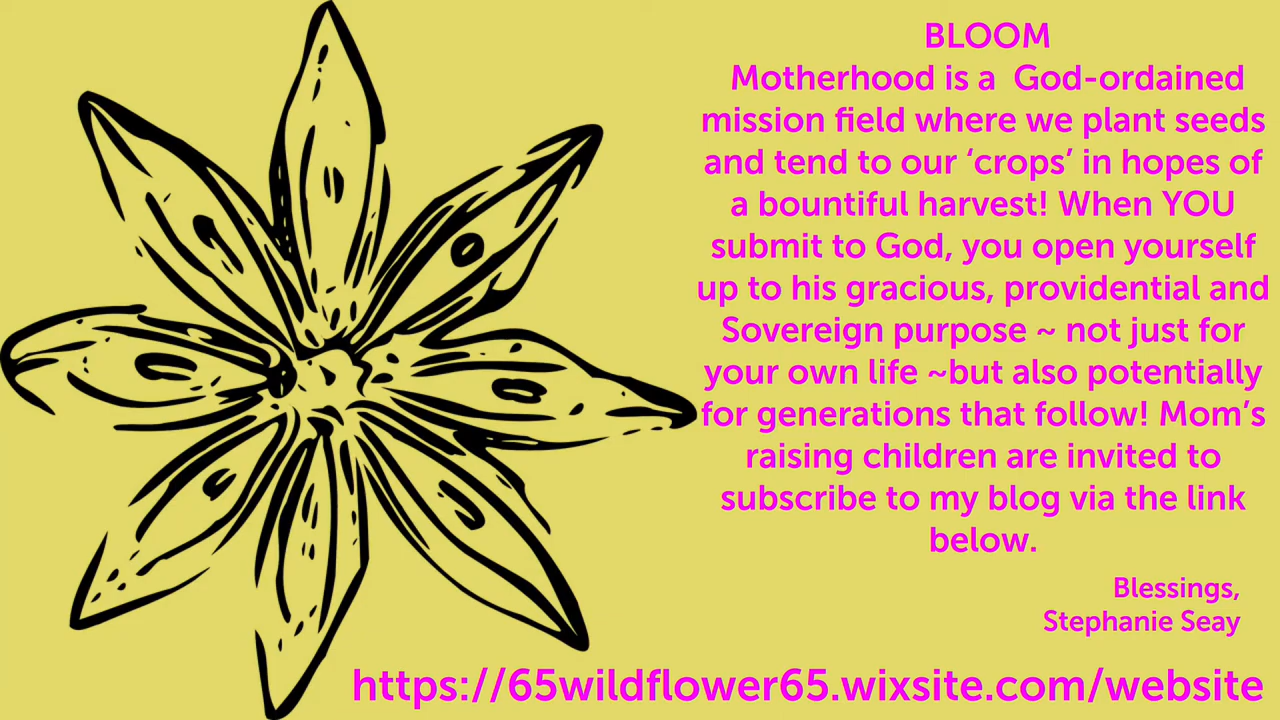 BLOOM
Motherhood is a  God-ordained
mission field where we plant seeds
and tend to our ‘crops’ in hopes of
a bountiful harvest! When YOU
submit to God, you open yourself
up to his gracious, providential and
Sovereign purpose ~ not just for
your own life ~but also potentially
for generations that follow! Mom’s
raising children are invited to
subscribe to my blog via the link
below.
Blessings,
Stephanie Seay
https://65wildflower65.wixsite.com/website